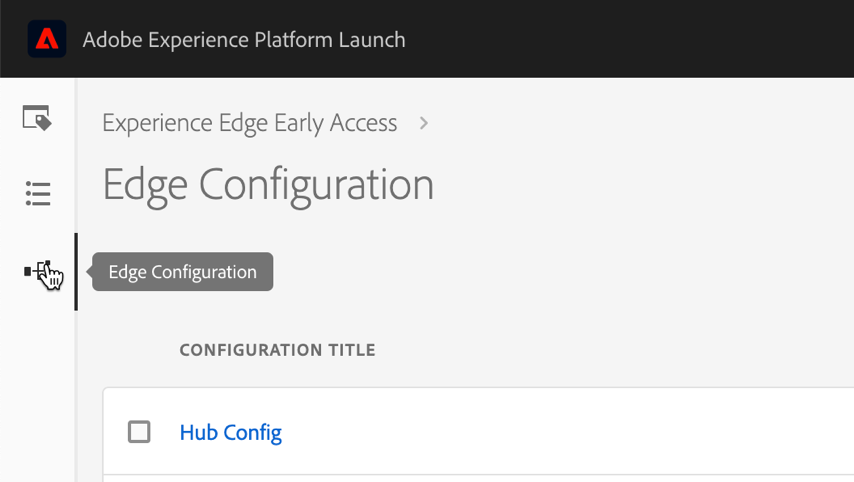 Adobe Experience Platform Launch
Experience Edge Early Access
Edge Configuration
Edge Configuration
CONFIGURATION TITLE
Hub Config